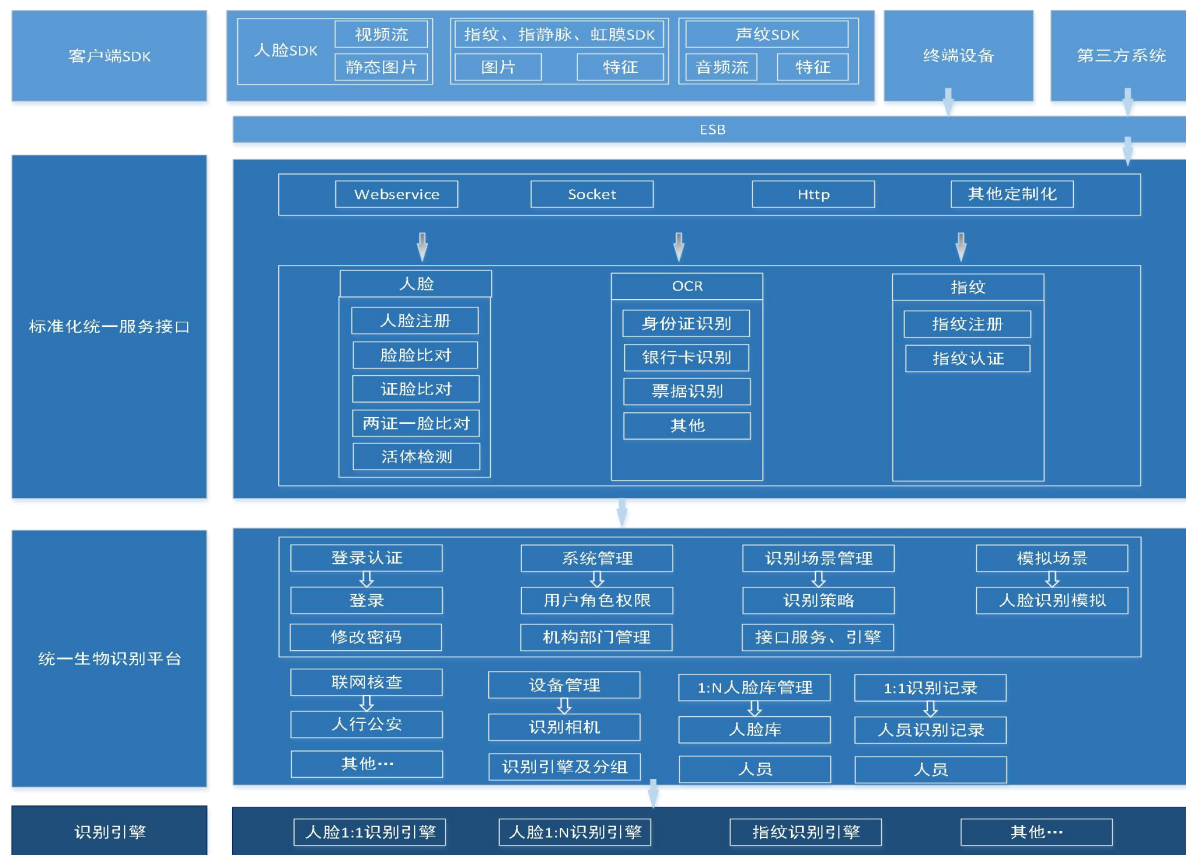 客户端SDK
人脸SDK
视频流
静态图片
指纹、指静脉、虹膜SDK
图片
特征
声纹SDK
音频流
特征
终端设备
第三方系统
ESB
标准化统一服务接口
Webservice
Socket
Http
其他定制化
人脸
人脸注册
脸脸比对
证脸比对
两证一脸比对
活体检测
OCR
身份证识别
银行卡识别
票据识别
其他
指纹
指纹注册
指纹认证
统一生物识别平台
登录认证
登录
修改密码
系统管理
用户角色权限
机构部门管理
识别场景管理
识别策略
接口服务、引擎
模拟场景
人脸识别模拟
联网核查
人行公安
其他…
设备管理
识别相机
识别引擎及分组
1:N人脸库管理
人脸库
人员
1:1识别记录
人员识别记录
人员
识别引擎
人脸1:1识别引擎
人脸1:N识别引擎
指纹识别引擎
其他…